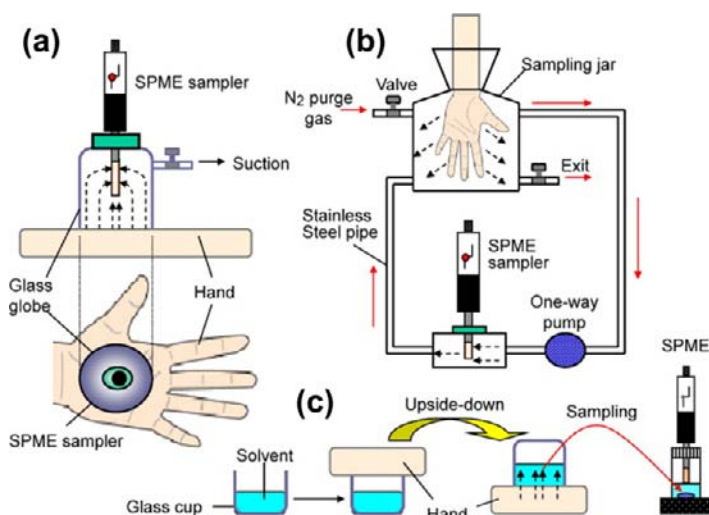 (a)
SPME sampler
Suction
Glass
globe
Hand
SPME sampler
(b)
Valve
Sampling jar
N2 purge
gas
Exit
Stainless
Steel pipe
SPME
sampler
One-way
pump
(c)
Upside-down
Sampling
SPME
Solvent
Glass cup
Hand